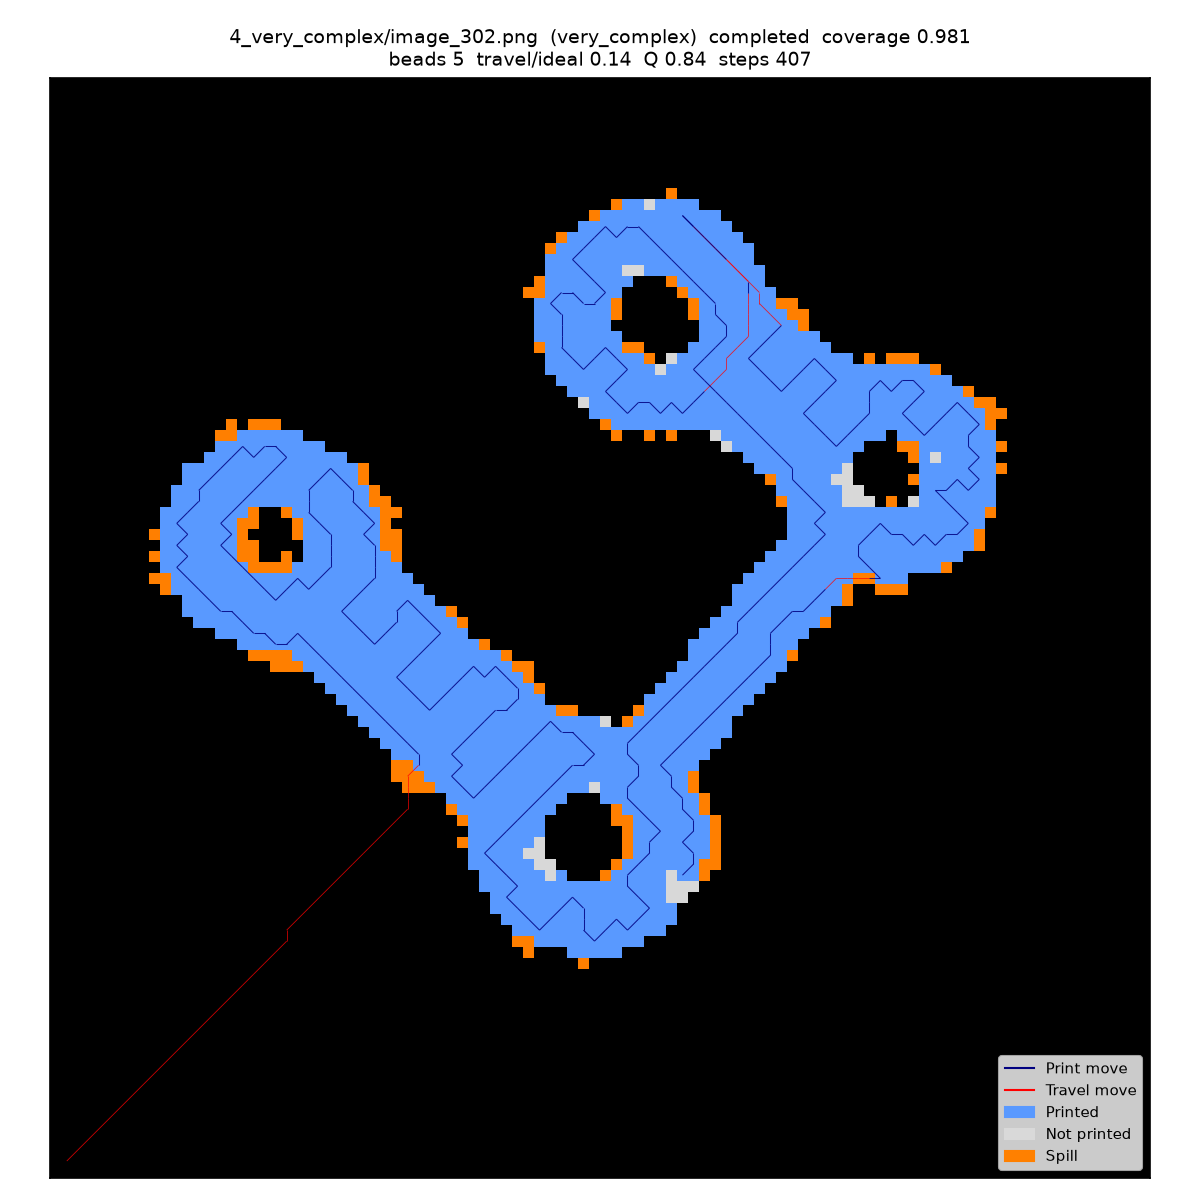 4_very_complex/image_302.png  (very_complex)  completed  coverage 0.981
beads 5  travel/ideal 0.14  Q 0.84  steps 407
Print move
Travel move
Printed
Not printed
Spill